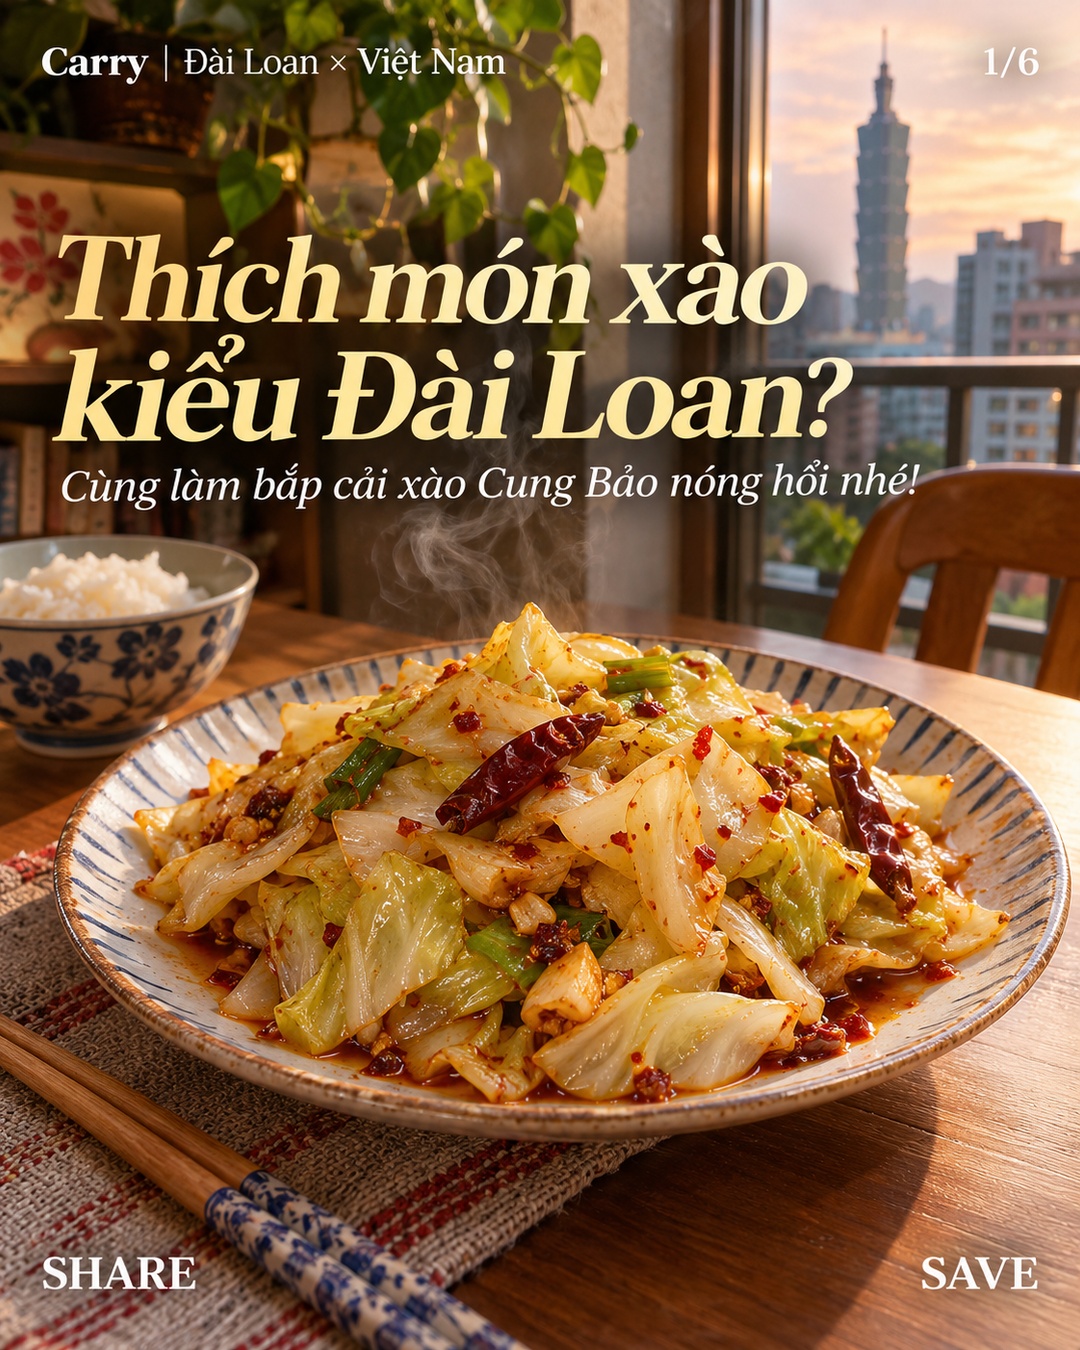 Carry | Đài Loan × Việt Nam
1/6
Thích món xào
kiểu Đài Loan?
Cùng làm bắp cải xào Cung Bảo nóng hổi nhé!
SHARE
SAVE